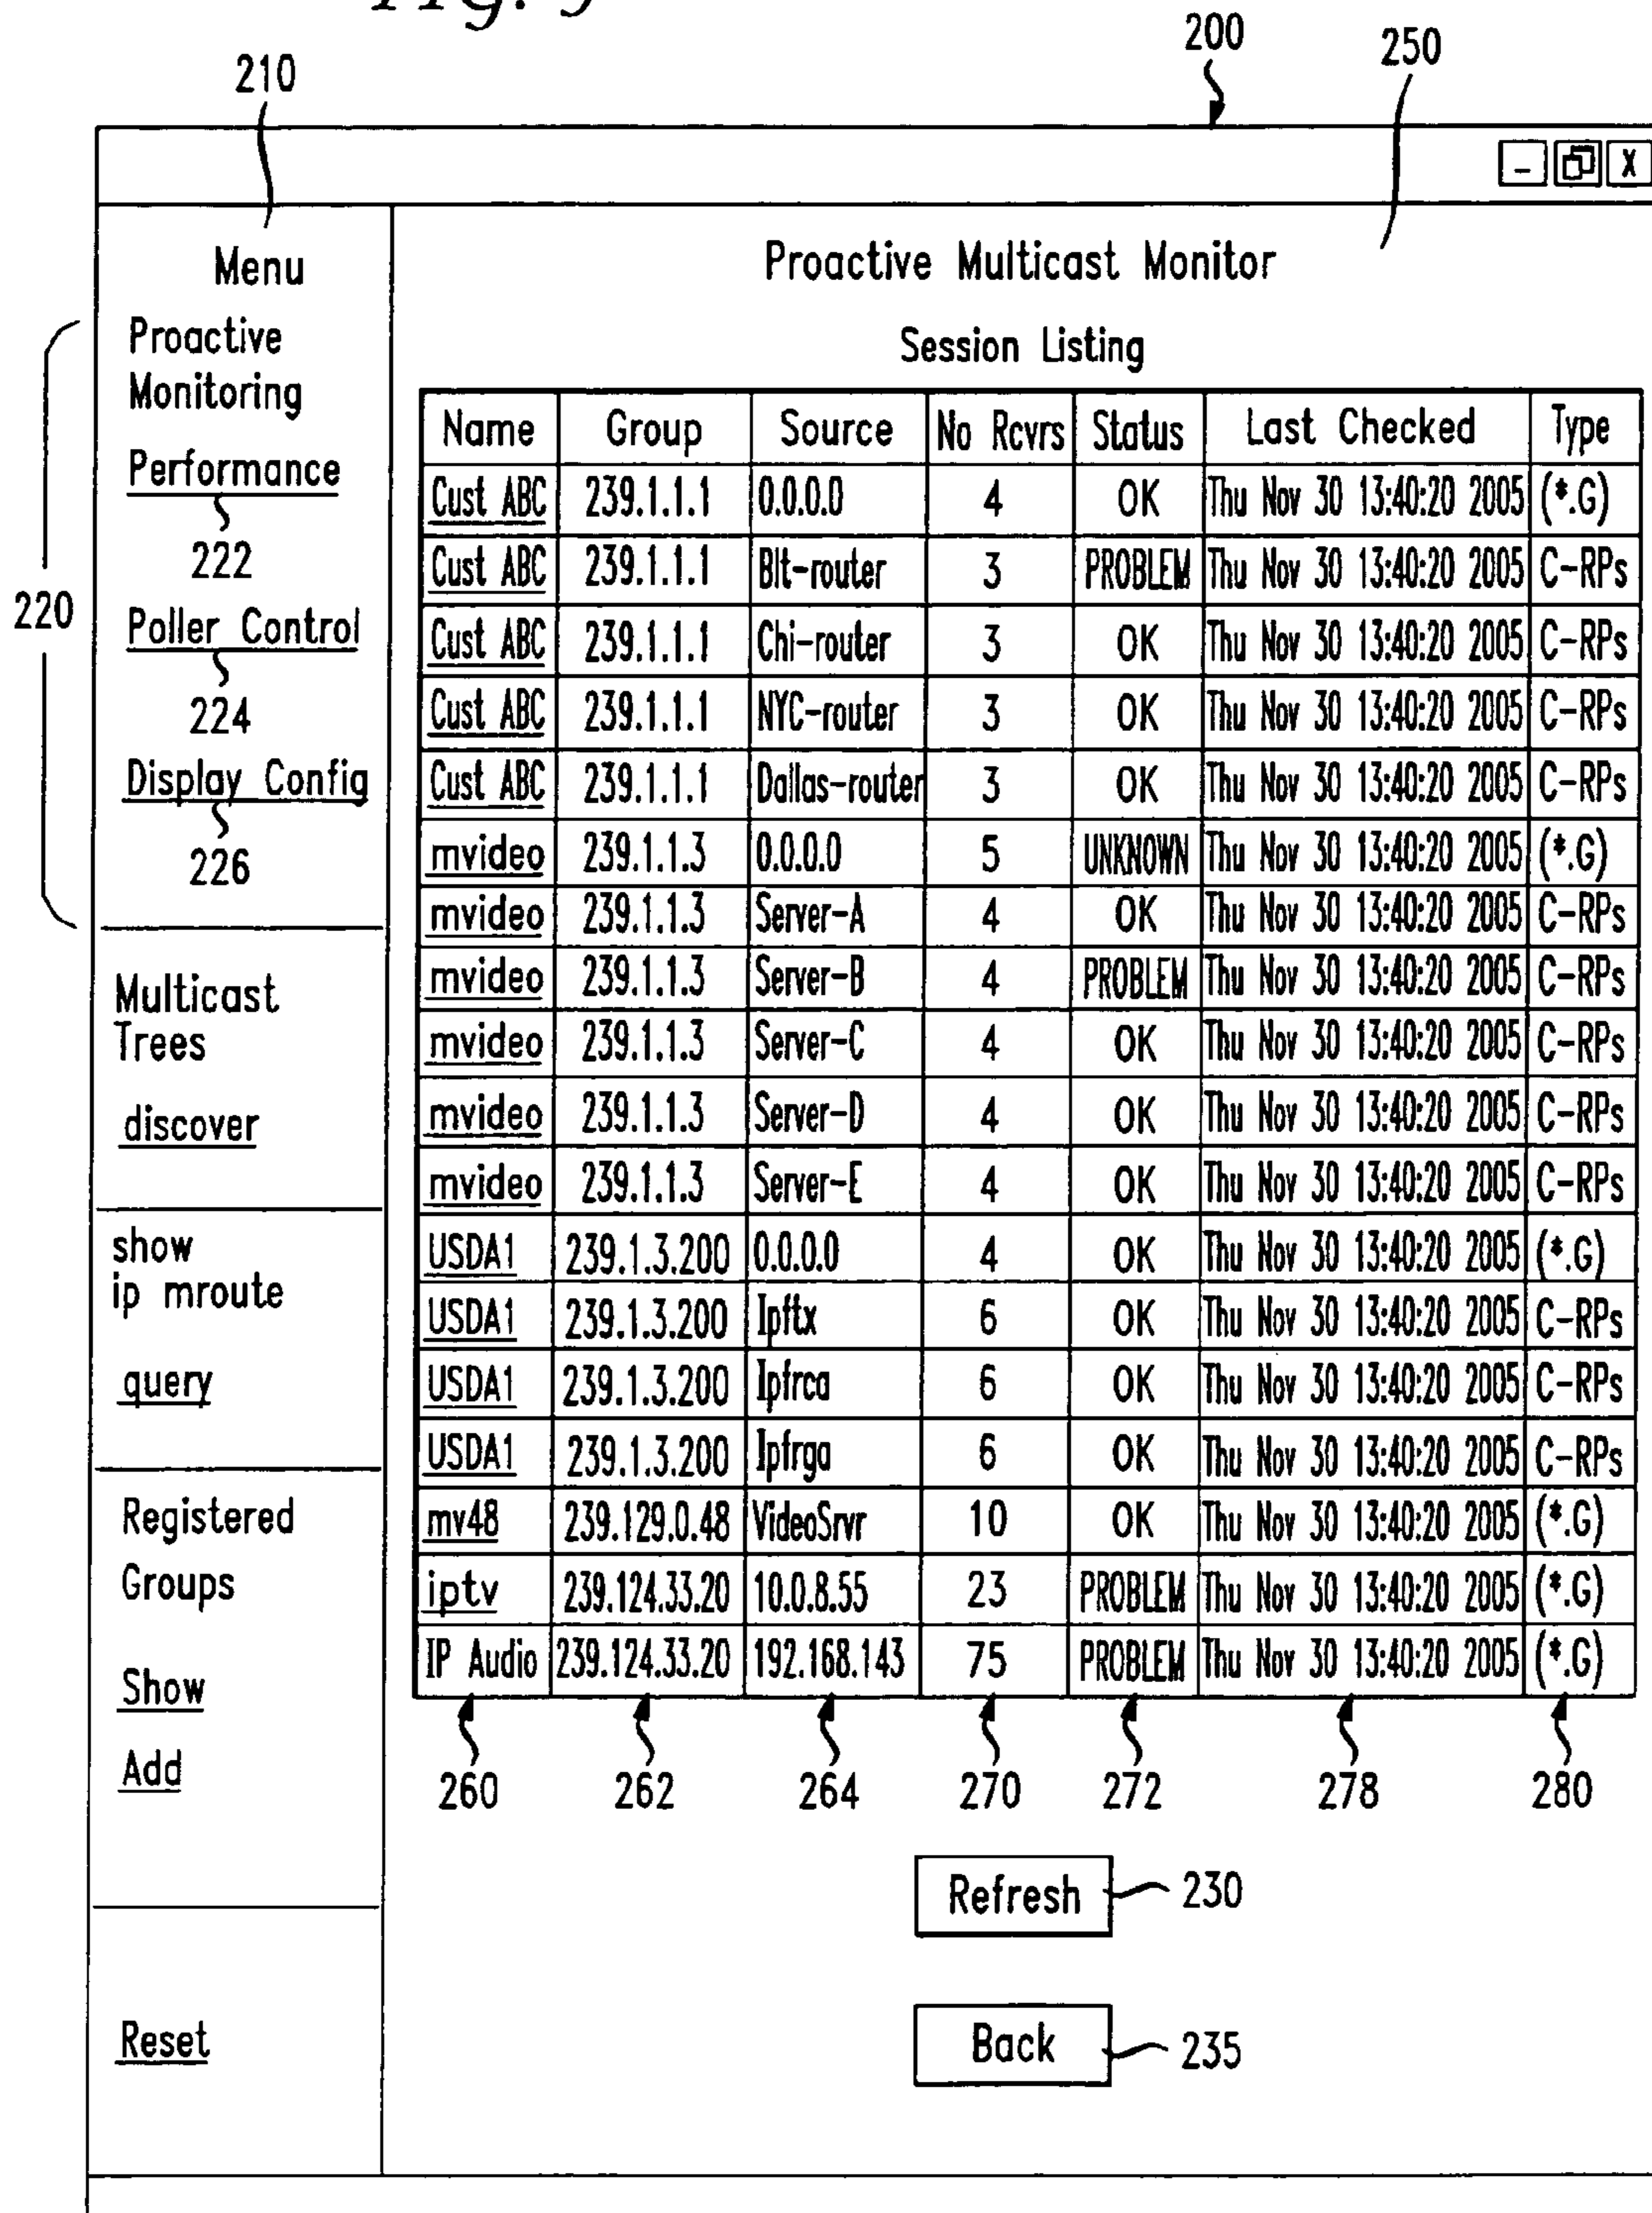 Fig. 5
200
250
210
- X
Menu
Proactive
Monitoring
Performance
222
220
Poller Control
224
Display Config
226
Multicast
Trees
discover
show
ip mroute
query
Registered
Groups
Show
Add
Reset
Proactive Multicast Monitor
Session Listing
Name Group Source No Rcvrs Status Last Checked Type
Cust ABC 239.1.1.1 0.0.0.0 4 OK Thu Nov 30 13:40:20 2005 (*.G)
Cust ABC 239.1.1.1 Blt-router 3 PROBLEM Thu Nov 30 13:40:20 2005 C-RPs
Cust ABC 239.1.1.1 Chi-router 3 OK Thu Nov 30 13:40:20 2005 C-RPs
Cust ABC 239.1.1.1 NYC-router 3 OK Thu Nov 30 13:40:20 2005 C-RPs
Cust ABC 239.1.1.1 Dallas-router 3 OK Thu Nov 30 13:40:20 2005 C-RPs
mvideo 239.1.1.3 0.0.0.0 5 UNKNOWN Thu Nov 30 13:40:20 2005 (*.G)
mvideo 239.1.1.3 Server-A 4 OK Thu Nov 30 13:40:20 2005 C-RPs
mvideo 239.1.1.3 Server-B 4 PROBLEM Thu Nov 30 13:40:20 2005 C-RPs
mvideo 239.1.1.3 Server-C 4 OK Thu Nov 30 13:40:20 2005 C-RPs
mvideo 239.1.1.3 Server-D 4 OK Thu Nov 30 13:40:20 2005 C-RPs
mvideo 239.1.1.3 Server-E 4 OK Thu Nov 30 13:40:20 2005 C-RPs
USDA1 239.1.3.200 0.0.0.0 4 OK Thu Nov 30 13:40:20 2005 (*.G)
USDA1 239.1.3.200 Ipftx 6 OK Thu Nov 30 13:40:20 2005 C-RPs
USDA1 239.1.3.200 Ipfrca 6 OK Thu Nov 30 13:40:20 2005 C-RPs
USDA1 239.1.3.200 Ipfrga 6 OK Thu Nov 30 13:40:20 2005 C-RPs
mv48 239.129.0.48 VideoSrvr 10 OK Thu Nov 30 13:40:20 2005 (*.G)
iptv 239.124.33.20 10.0.8.55 23 PROBLEM Thu Nov 30 13:40:20 2005 (*.G)
IP Audio 239.124.33.20 192.168.143 75 PROBLEM Thu Nov 30 13:40:20 2005 (*.G)
260 262 264 270 272 278 280
Refresh 230
Back 235